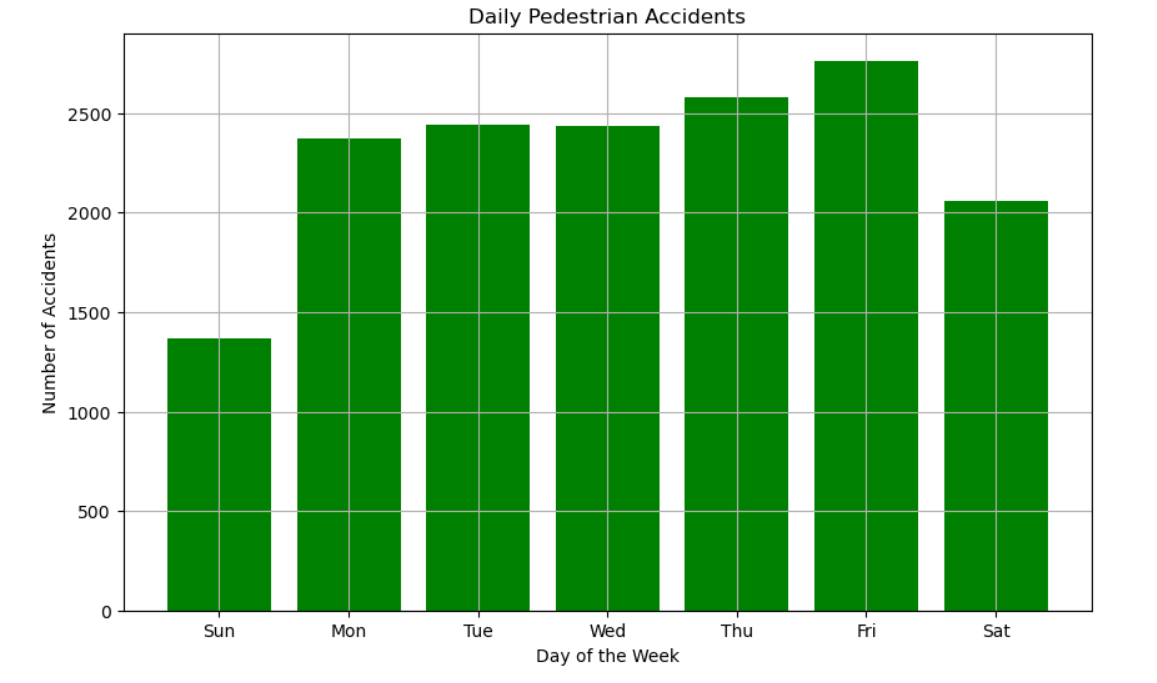 Daily Pedestrian Accidents
Number of Accidents
2500
2000
1500
1000
500
0
Sun Mon Tue Wed Thu Fri Sat
Day of the Week